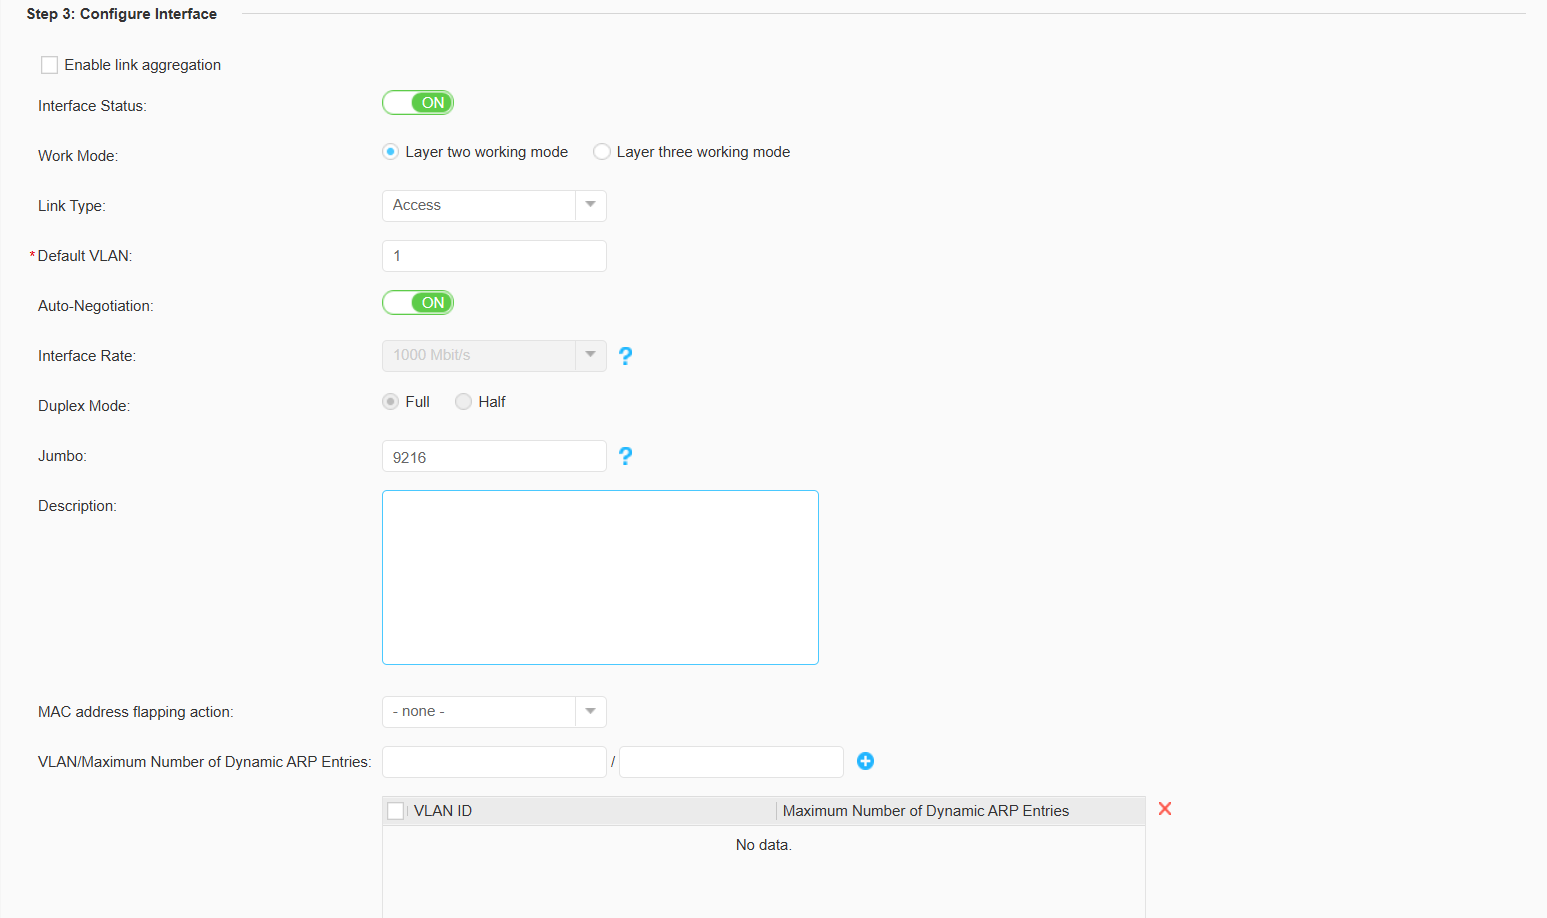 Step 3: Configure Interface
Enable link aggregation
Interface Status: ON
Work Mode: Layer two working mode Layer three working mode
Link Type: Access
*Default VLAN: 1
Auto-Negotiation: ON
Interface Rate: 1000 Mbit/s ?
Duplex Mode: Full Half
Jumbo: 9216 ?
Description:
MAC address flapping action: - none -
VLAN/Maximum Number of Dynamic ARP Entries: /
VLAN ID Maximum Number of Dynamic ARP Entries
No data.